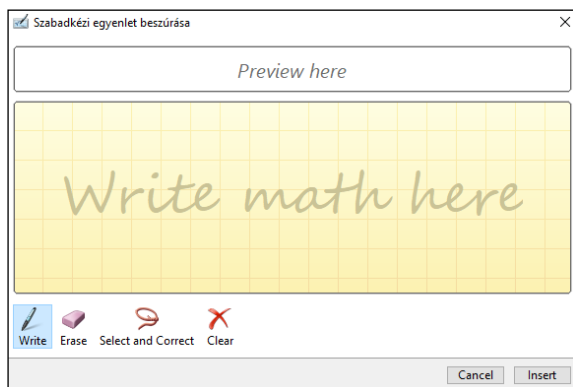 Szabadkézi egyenlet beszúrása
Preview here
Write math here
Write Erase Select and Correct Clear
Cancel Insert